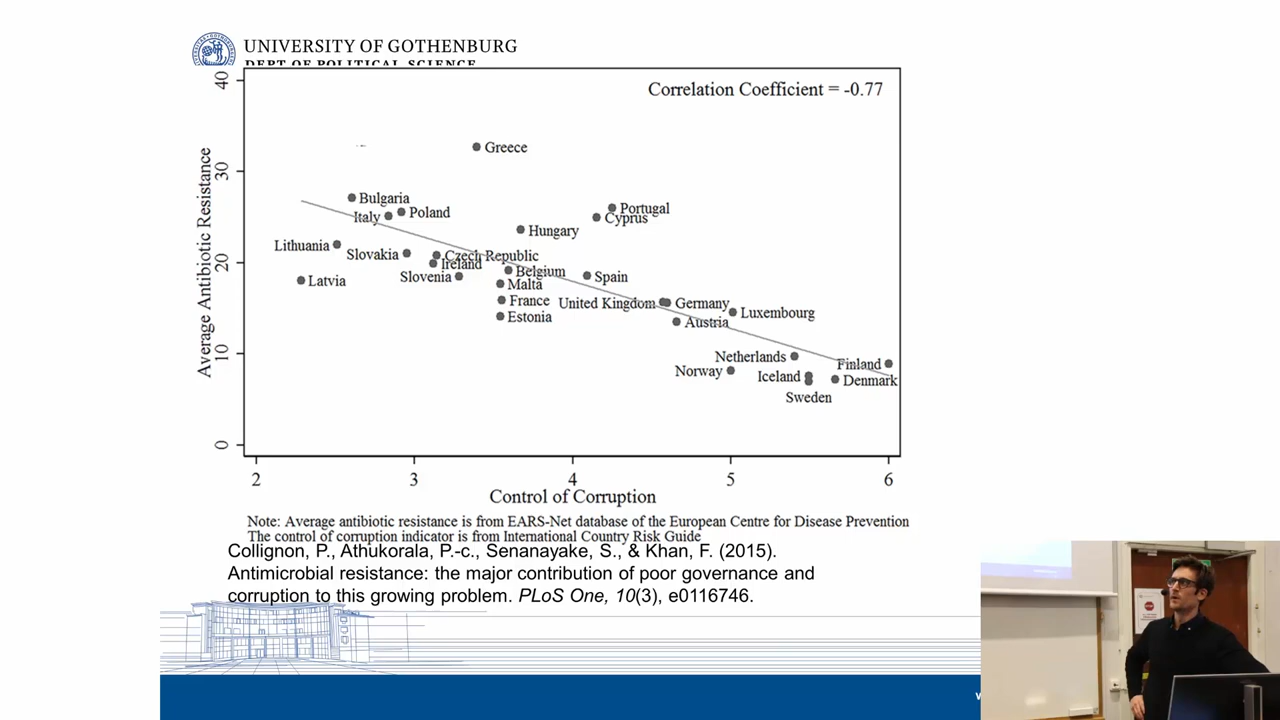 UNIVERSITY OF GOTHENBURG
DEPT OF POLITICAL SCIENCE
Correlation Coefficient = -0.77
Average Antibiotic Resistance
40
30
20
10
0
Greece
Bulgaria
Italy
Poland
Portugal
Cyprus
Hungary
Lithuania
Slovakia
Czech Republic
Ireland
Slovenia
Belgium
Spain
Latvia
Malta
France
United Kingdom
Germany
Estonia
Luxembourg
Austria
Netherlands
Finland
Norway
Iceland
Denmark
Sweden
2 3 4 5 6
Control of Corruption
Note: Average antibiotic resistance is from EARS-Net database of the European Centre for Disease Prevention
The control of corruption indicator is from International Country Risk Guide
Collignon, P., Athukorala, P.-c., Senanayake, S., & Khan, F. (2015).
Antimicrobial resistance: the major contribution of poor governance and
corruption to this growing problem. PLoS One, 10(3), e0116746.